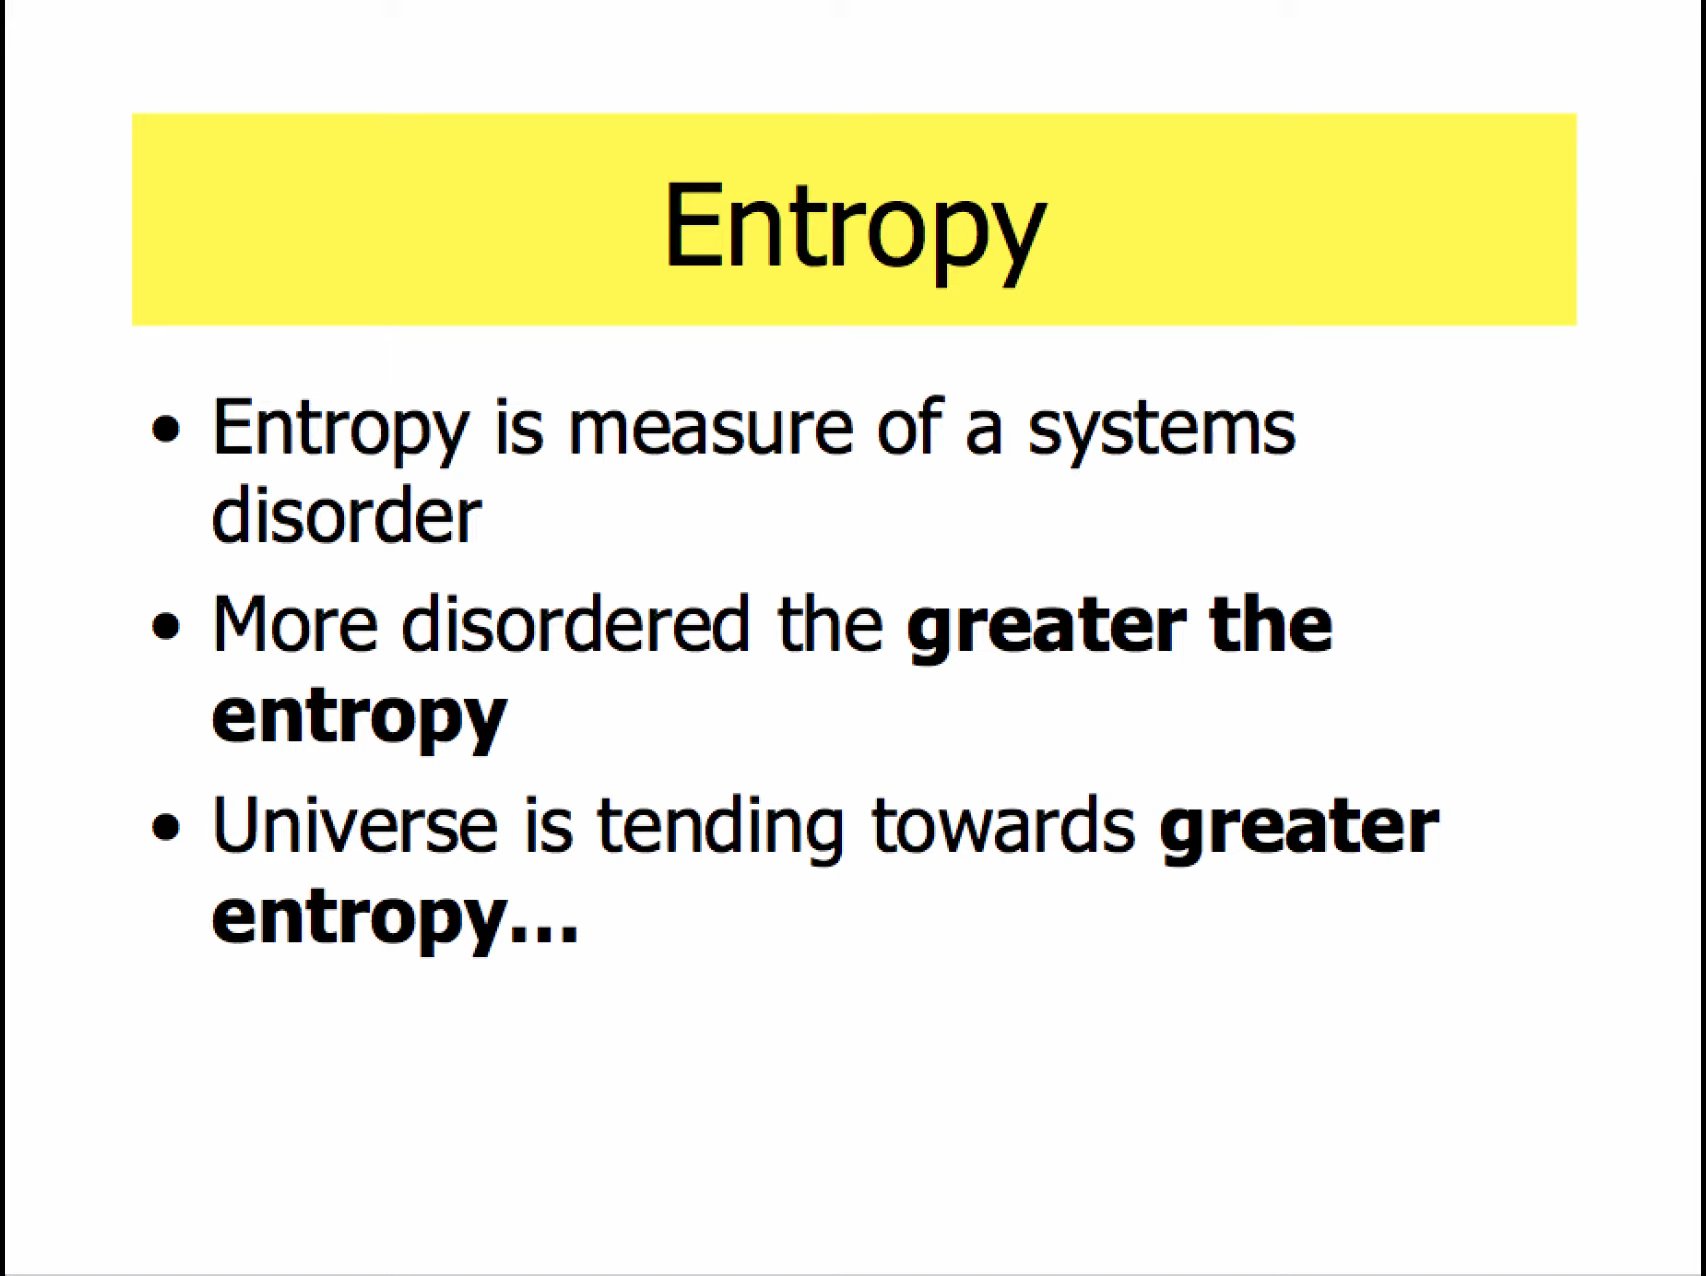 Entropy
• Entropy is measure of a systems
disorder
• More disordered the greater the
entropy
• Universe is tending towards greater
entropy...